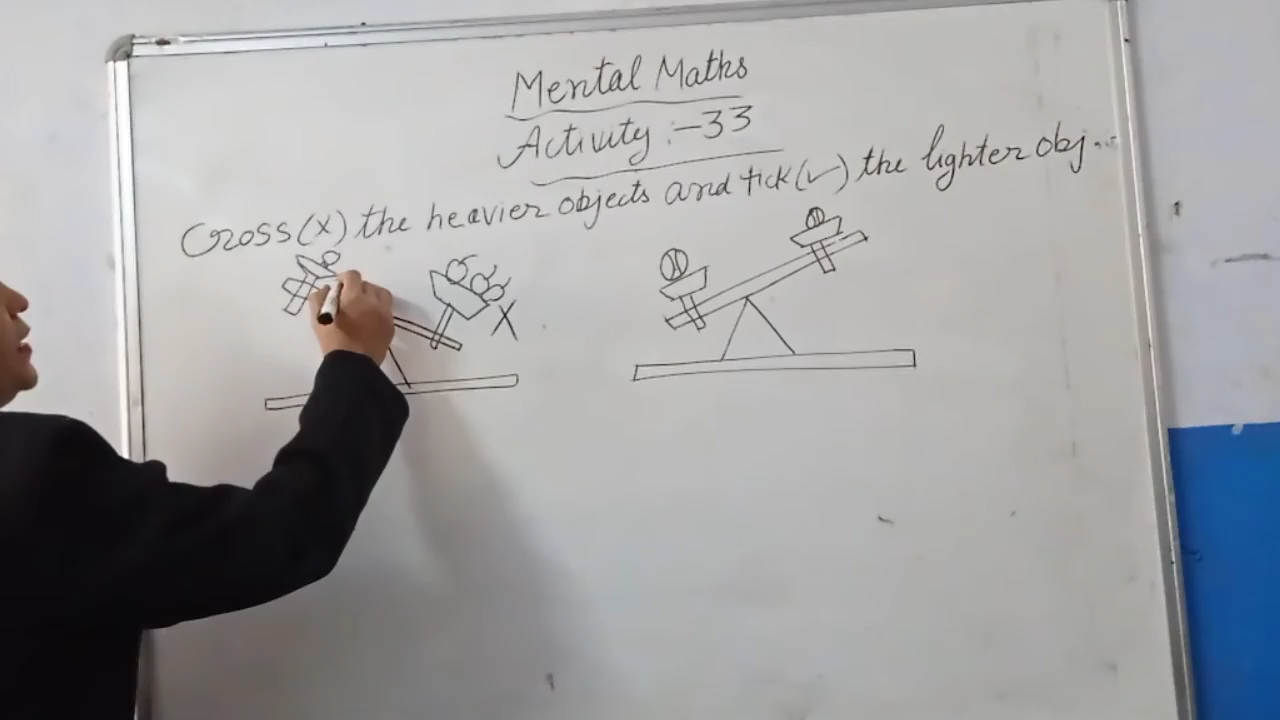 Mental Maths
Activity :- 33
Cross (X) the heavier objects and tick (✓) the lighter obj...
X